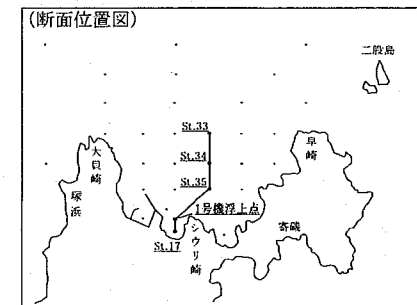 (断面位置図)
二股島
St.33
大貝崎
早崎
St.34
塚浜
St.35
1号機浮上点
シウリ崎
寄磯
St.17